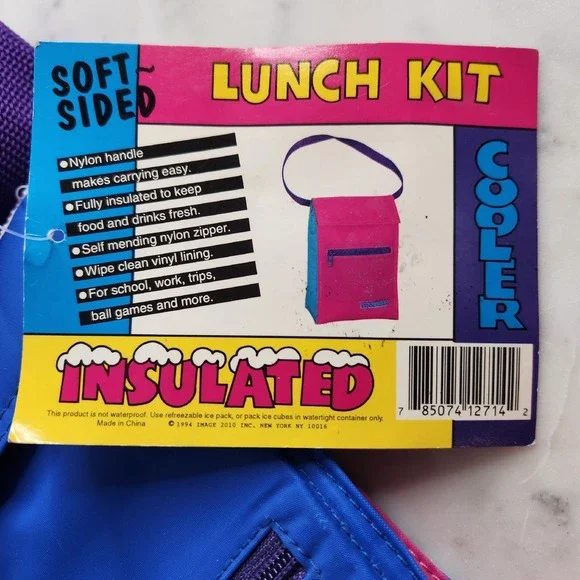 SOFT~
SIDED
LUNCH KIT
●Nylon handle
makes carrying easy.
●Fully insulated to keep
food and drinks fresh.
●Self mending nylon zipper.
●Wipe clean vinyl lining.
●For school, work, trips,
ball games and more.
COOLER
INSULATED
This product is not waterproof. Use refreezable ice pack, or pack ice cubes in watertight container only.
Made in China © 1994 IMAGE 2010 INC. NEW YORK NY 10016
7 85074 12714 2